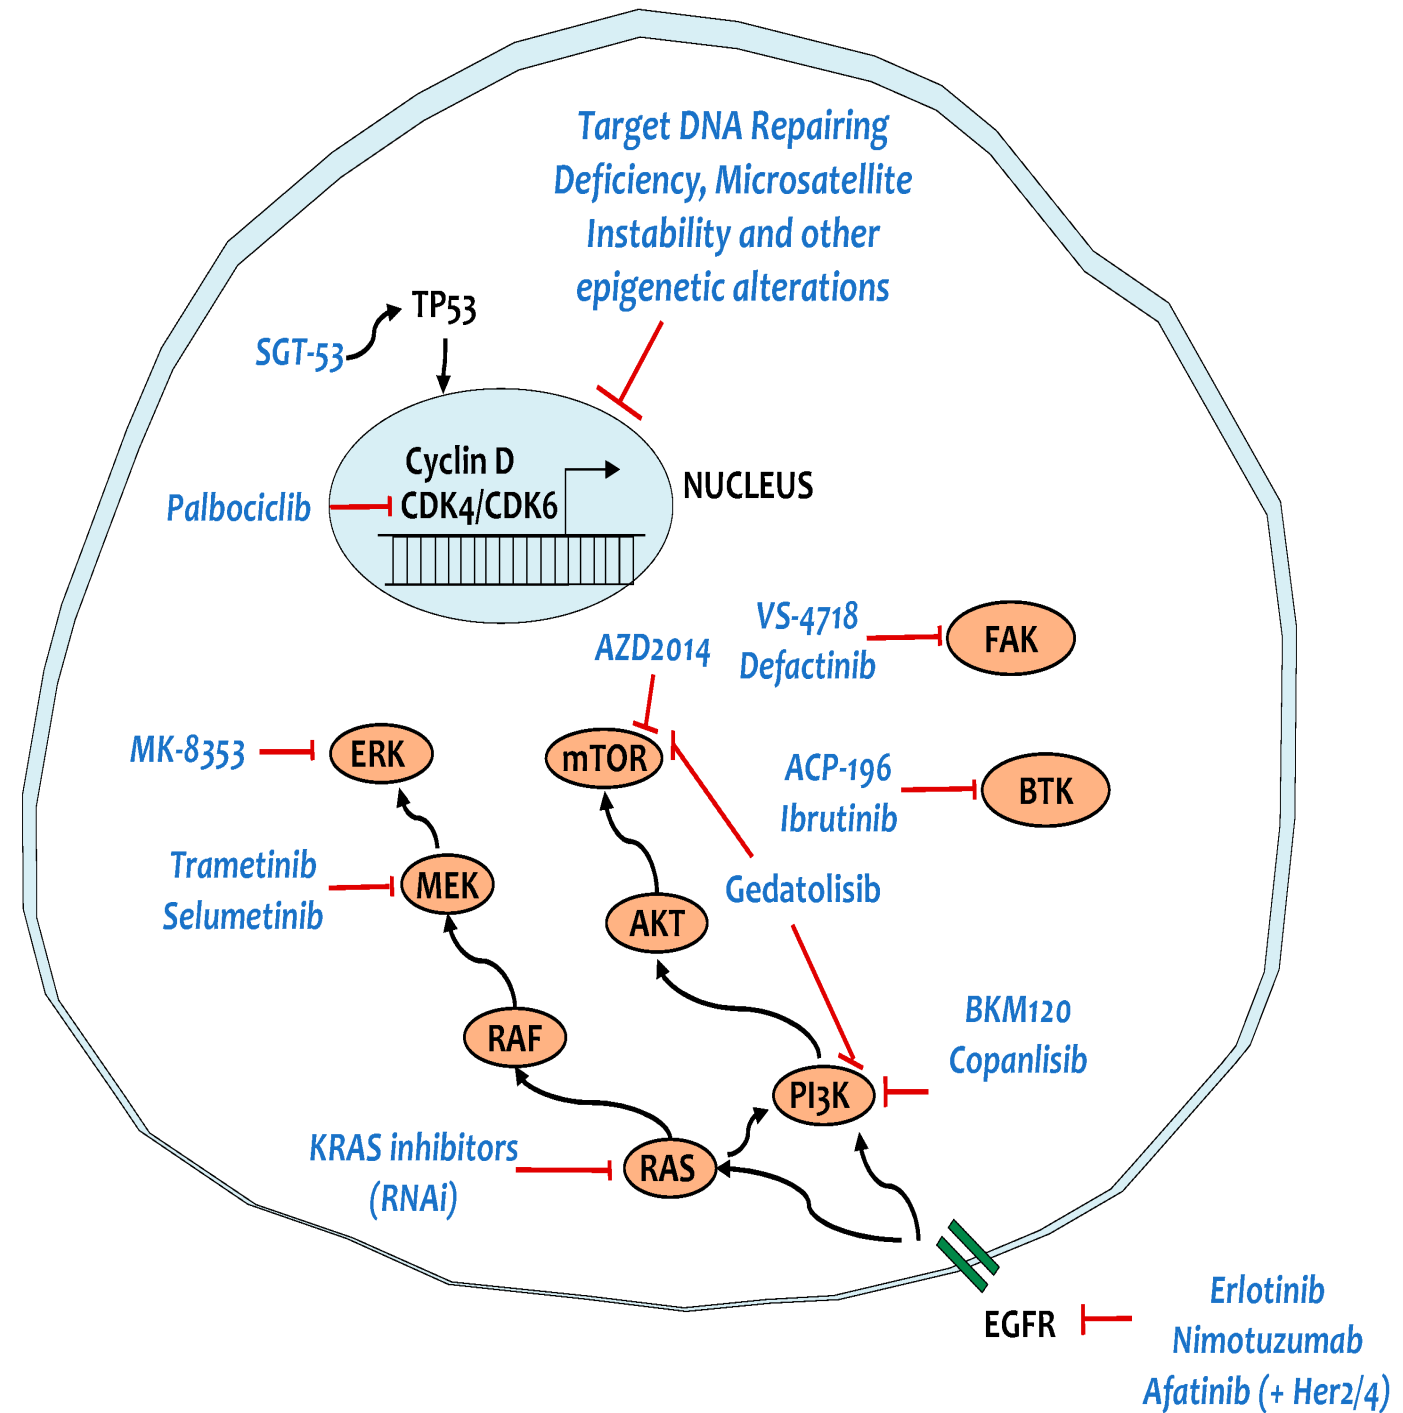 Target DNA Repairing
Deficiency, Microsatellite
Instability and other
epigenetic alterations
TP53
SGT-53
Cyclin D
CDK4/CDK6
NUCLEUS
Palbociclib
VS-4718
Defactinib
FAK
AZD2014
MK-8353
ERK
mTOR
ACP-196
Ibrutinib
BTK
Trametinib
Selumetinib
MEK
Gedatolisib
AKT
RAF
BKM120
Copanlisib
PI3K
KRAS inhibitors
(RNAi)
RAS
EGFR
Erlotinib
Nimotuzumab
Afatinib (+ Her2/4)